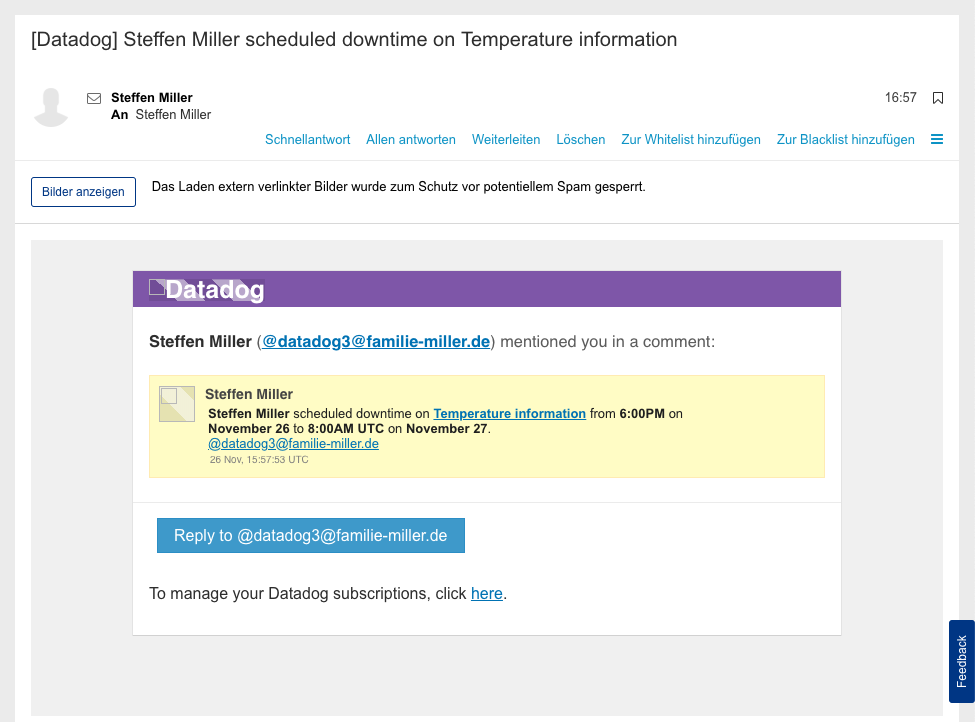 [Datadog] Steffen Miller scheduled downtime on Temperature information
Steffen Miller
16:57
An Steffen Miller
Schnellantwort Allen antworten Weiterleiten Löschen Zur Whitelist hinzufügen Zur Blacklist hinzufügen
Bilder anzeigen
Das Laden extern verlinkter Bilder wurde zum Schutz vor potentiellem Spam gesperrt.
Datadog
Steffen Miller (@datadog3@familie-miller.de) mentioned you in a comment:
Steffen Miller
Steffen Miller scheduled downtime on Temperature information from 6:00PM on
November 26 to 8:00AM UTC on November 27.
@datadog3@familie-miller.de
26 Nov, 15:57:53 UTC
Reply to @datadog3@familie-miller.de
To manage your Datadog subscriptions, click here.
Feedback